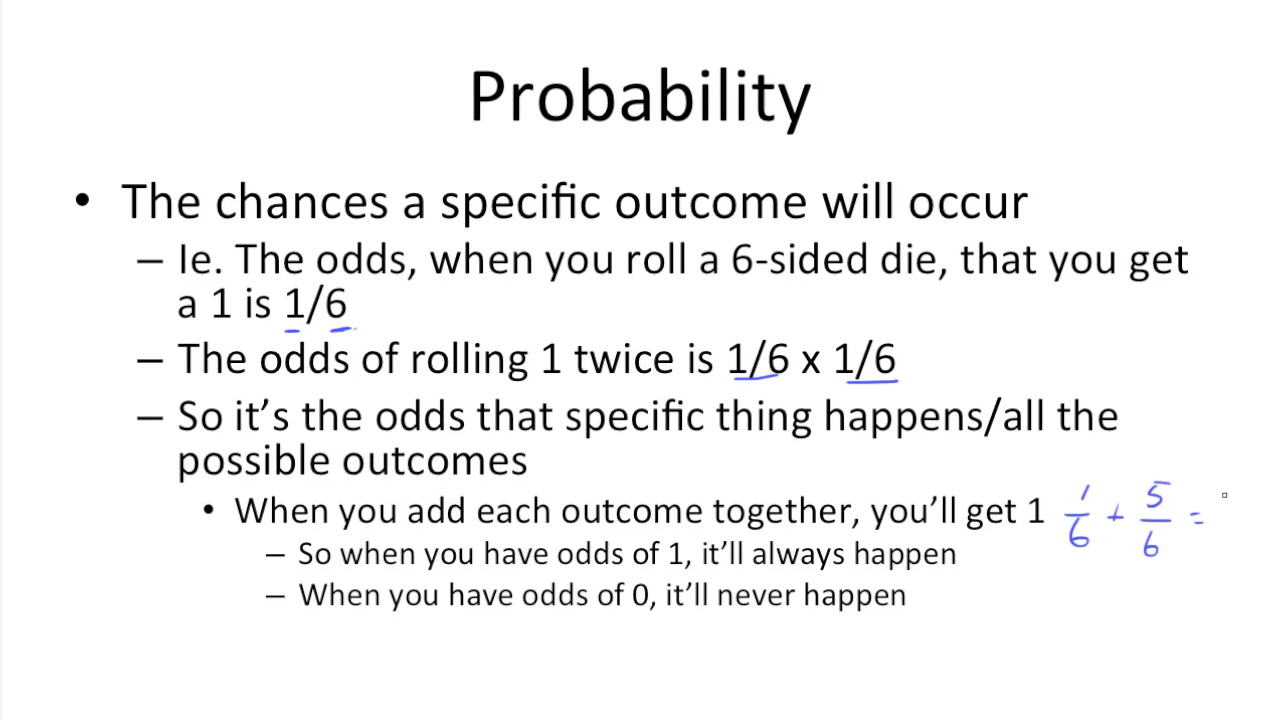 Probability
• The chances a specific outcome will occur
– Ie. The odds, when you roll a 6-sided die, that you get
a 1 is 1/6
– The odds of rolling 1 twice is 1/6 x 1/6
– So it’s the odds that specific thing happens/all the
possible outcomes
• When you add each outcome together, you’ll get 1 1/6 + 5/6 =
– So when you have odds of 1, it’ll always happen
– When you have odds of 0, it’ll never happen